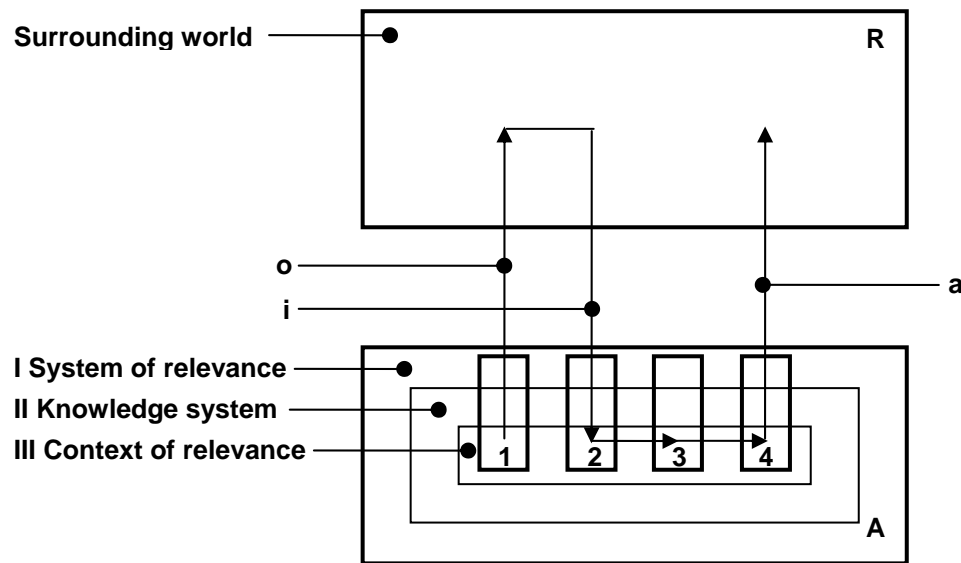 Surrounding world
R
o
a
i
I System of relevance
II Knowledge system
III Context of relevance
1 2 3 4
A